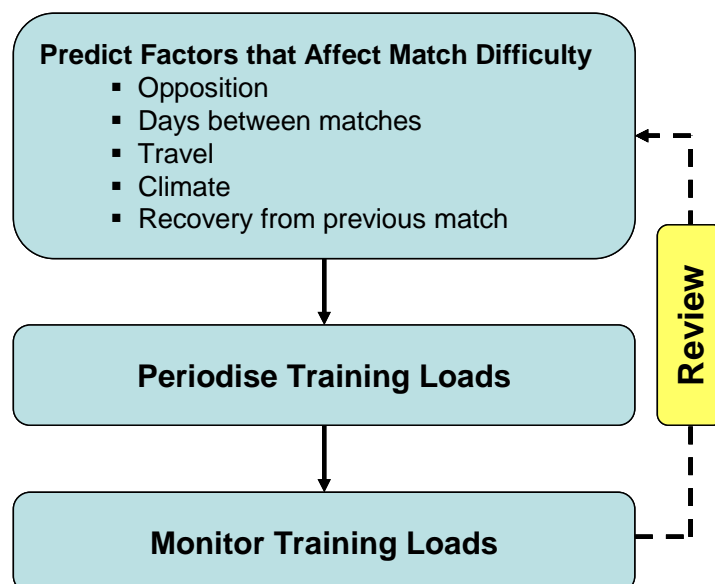 Predict Factors that Affect Match Difficulty
▪ Opposition
▪ Days between matches
▪ Travel
▪ Climate
▪ Recovery from previous match
Review
Periodise Training Loads
Monitor Training Loads